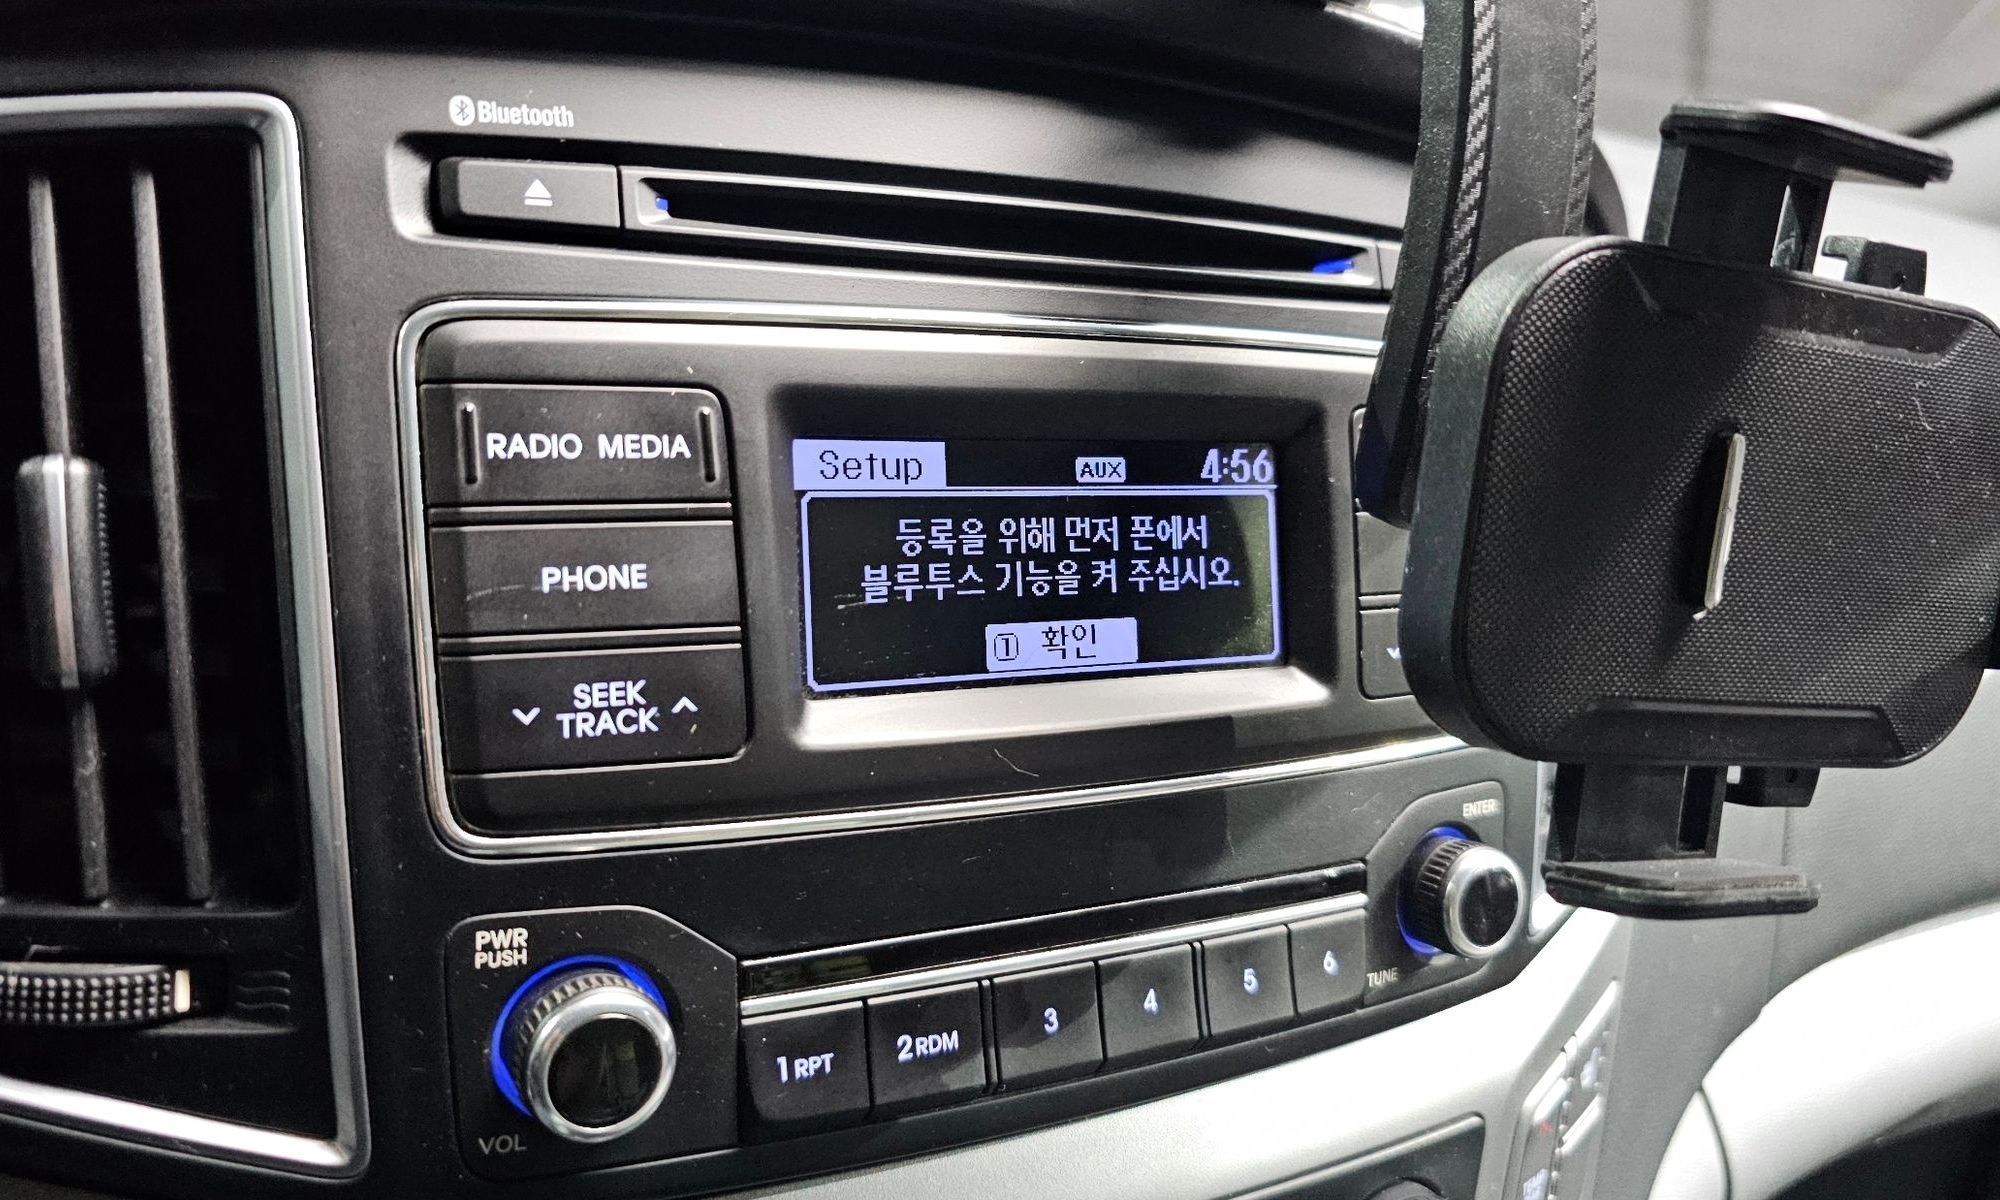 Bluetooth
RADIO MEDIA
PHONE
SEEK
TRACK
Setup AUX 4:56
등록을 위해 먼저 폰에서
블루투스 기능을 켜 주십시오.
① 확인
PWR
PUSH
VOL
1 RPT
2 RDM
3
4
5
6
ENTER
TUNE